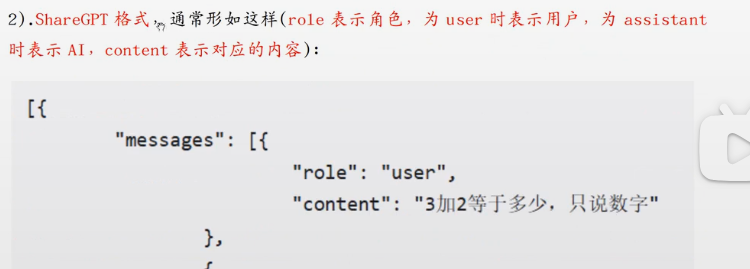 2).ShareGPT 格式，通常形如这样(role 表示角色，为 user 时表示用户，为 assistant
时表示 AI，content 表示对应的内容)：
[{
"messages": [{
"role": "user",
"content": "3加2等于多少，只说数字"
},
{